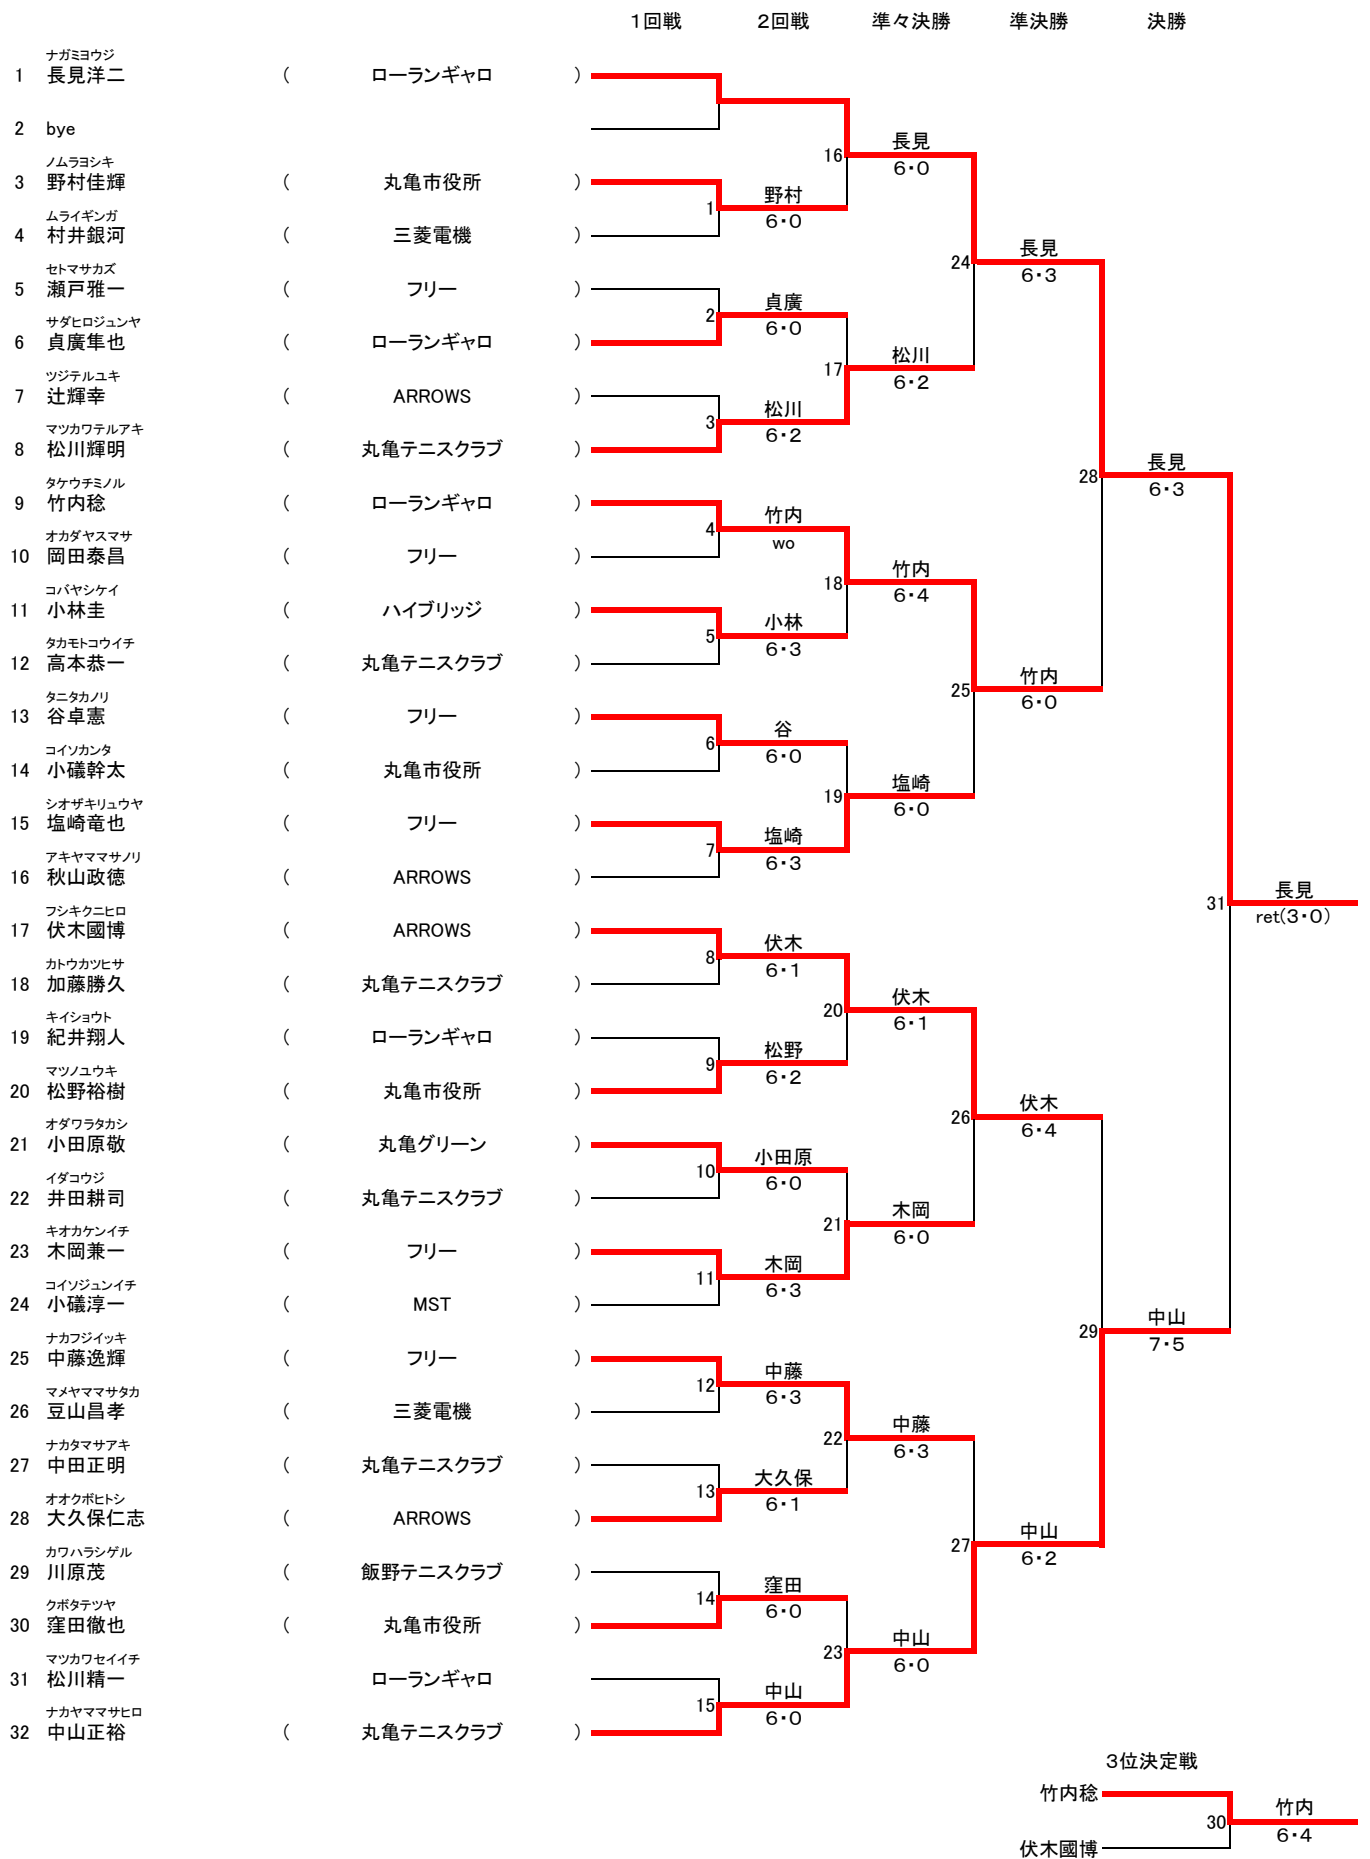 1回戦 2回戦 準々決勝 準決勝 決勝
ナガミヨウジ
1 長見洋二 ( ローランギャロ )
2 bye
16 長見
6・0
ノムラヨシキ
3 野村佳輝 ( 丸亀市役所 )
1 野村
6・0
ムライギンガ
4 村井銀河 ( 三菱電機 )
24 長見
6・3
セトマサカズ
5 瀬戸雅一 ( フリー )
2 貞廣
6・0
サダヒロジュンヤ
6 貞廣隼也 ( ローランギャロ )
17 松川
6・2
ツジテルユキ
7 辻輝幸 ( ARROWS )
3 松川
6・2
マツカワテルアキ
8 松川輝明 ( 丸亀テニスクラブ )
28 長見
6・3
タケウチミノル
9 竹内稔 ( ローランギャロ )
4 竹内
wo
オカダヤスマサ
10 岡田泰昌 ( フリー )
18 竹内
6・4
コバヤシケイ
11 小林圭 ( ハイブリッジ )
5 小林
6・3
タカモトコウイチ
12 高本恭一 ( 丸亀テニスクラブ )
25 竹内
6・0
タニタカノリ
13 谷卓憲 ( フリー )
6 谷
6・0
コイソカンタ
14 小礒幹太 ( 丸亀市役所 )
19 塩崎
6・0
シオザキリュウヤ
15 塩崎竜也 ( フリー )
7 塩崎
6・3
アキヤママサノリ
16 秋山政徳 ( ARROWS )
31 長見
ret(3・0)
フシキクニヒロ
17 伏木國博 ( ARROWS )
8 伏木
6・1
カトウカツヒサ
18 加藤勝久 ( 丸亀テニスクラブ )
20 伏木
6・1
キイショウト
19 紀井翔人 ( ローランギャロ )
9 松野
6・2
マツノユウキ
20 松野裕樹 ( 丸亀市役所 )
26 伏木
6・4
オダワラタカシ
21 小田原敬 ( 丸亀グリーン )
10 小田原
6・0
イダコウジ
22 井田耕司 ( 丸亀テニスクラブ )
21 木岡
6・0
キオカケンイチ
23 木岡兼一 ( フリー )
11 木岡
6・3
コイソジュンイチ
24 小礒淳一 ( MST )
29 中山
7・5
ナカフジイッキ
25 中藤逸輝 ( フリー )
12 中藤
6・3
マメヤママサタカ
26 豆山昌孝 ( 三菱電機 )
22 中藤
6・3
ナカタマサアキ
27 中田正明 ( 丸亀テニスクラブ )
13 大久保
6・1
オオクボヒトシ
28 大久保仁志 ( ARROWS )
27 中山
6・2
カワハラシゲル
29 川原茂 ( 飯野テニスクラブ )
14 窪田
6・0
クボタテツヤ
30 窪田徹也 ( 丸亀市役所 )
23 中山
6・0
マツカワセイイチ
31 松川精一 ローランギャロ
15 中山
6・0
ナカヤママサヒロ
32 中山正裕 ( 丸亀テニスクラブ )
3位決定戦
竹内稔
30 竹内
6・4
伏木國博